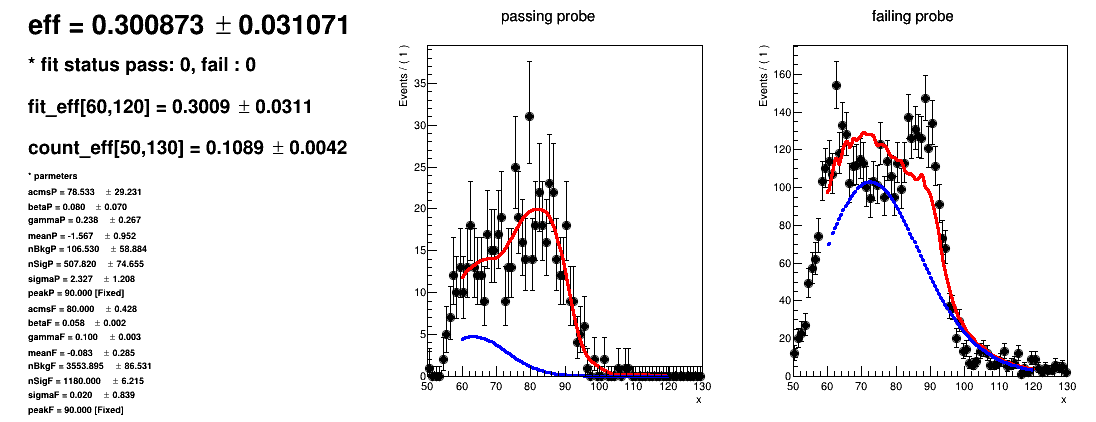 eff = 0.300873 ± 0.031071
* fit status pass: 0, fail : 0
fit_eff[60,120] = 0.3009 ± 0.0311
count_eff[50,130] = 0.1089 ± 0.0042
* parmeters
acmsP = 78.533 ± 29.231
betaP = 0.080 ± 0.070
gammaP = 0.238 ± 0.267
meanP = -1.567 ± 0.952
nBkgP = 106.530 ± 58.884
nSigP = 507.820 ± 74.655
sigmaP = 2.327 ± 1.208
peakP = 90.000 [Fixed]
acmsF = 80.000 ± 0.428
betaF = 0.058 ± 0.002
gammaF = 0.100 ± 0.003
meanF = -0.083 ± 0.285
nBkgF = 3553.895 ± 86.531
nSigF = 1180.000 ± 6.215
sigmaF = 0.020 ± 0.839
peakF = 90.000 [Fixed]
passing probe
Events / ( 1 )
35
30
25
20
15
10
5
0
50 60 70 80 90 100 110 120 130
x
failing probe
Events / ( 1 )
160
140
120
100
80
60
40
20
0
50 60 70 80 90 100 110 120 130
x